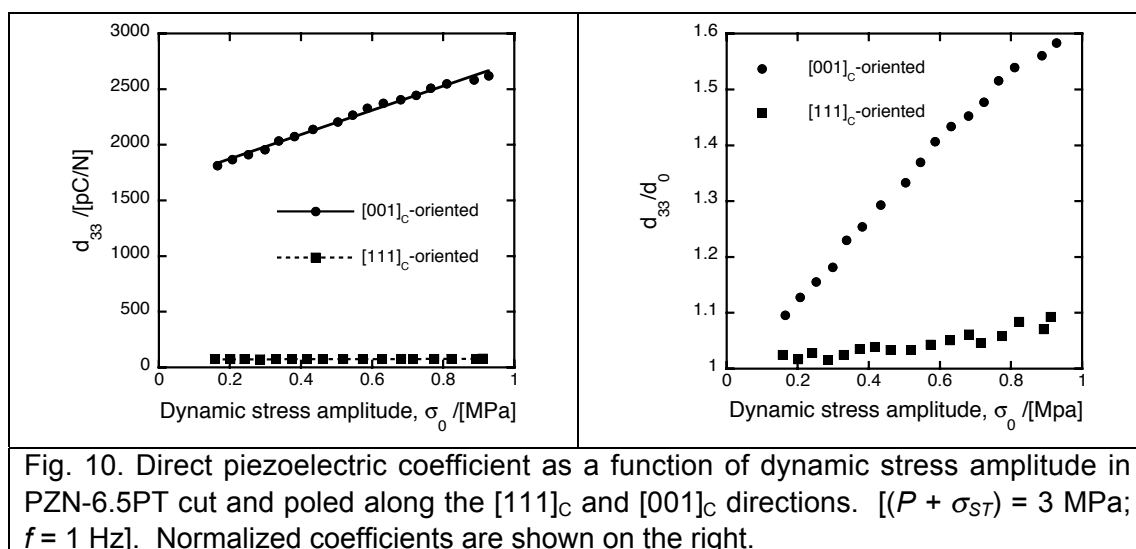 3000
2500
2000
1500
1000
500
0
d33 /[pC/N]
[001]C-oriented
[111]C-oriented
0 0.2 0.4 0.6 0.8 1
Dynamic stress amplitude, σ0 /[MPa]
1.6
1.5
1.4
1.3
1.2
1.1
1
d33/d0
[001]C-oriented
[111]C-oriented
0 0.2 0.4 0.6 0.8 1
Dynamic stress amplitude, σ0 /[Mpa]
Fig. 10. Direct piezoelectric coefficient as a function of dynamic stress amplitude in
PZN-6.5PT cut and poled along the [111]C and [001]C directions. [(P + σST) = 3 MPa;
f = 1 Hz]. Normalized coefficients are shown on the right.